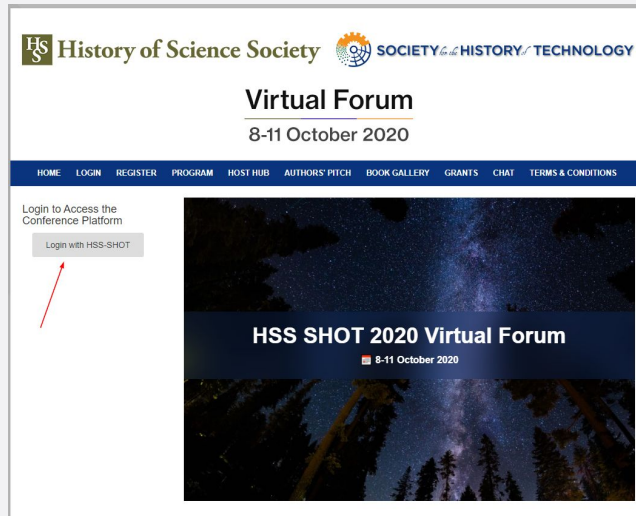 HSS History of Science Society
SOCIETY for the HISTORY of TECHNOLOGY
Virtual Forum
8-11 October 2020
HOME LOGIN REGISTER PROGRAM HOST HUB AUTHORS' PITCH BOOK GALLERY GRANTS CHAT TERMS & CONDITIONS
Login to Access the
Conference Platform
Login with HSS-SHOT
HSS SHOT 2020 Virtual Forum
8-11 October 2020